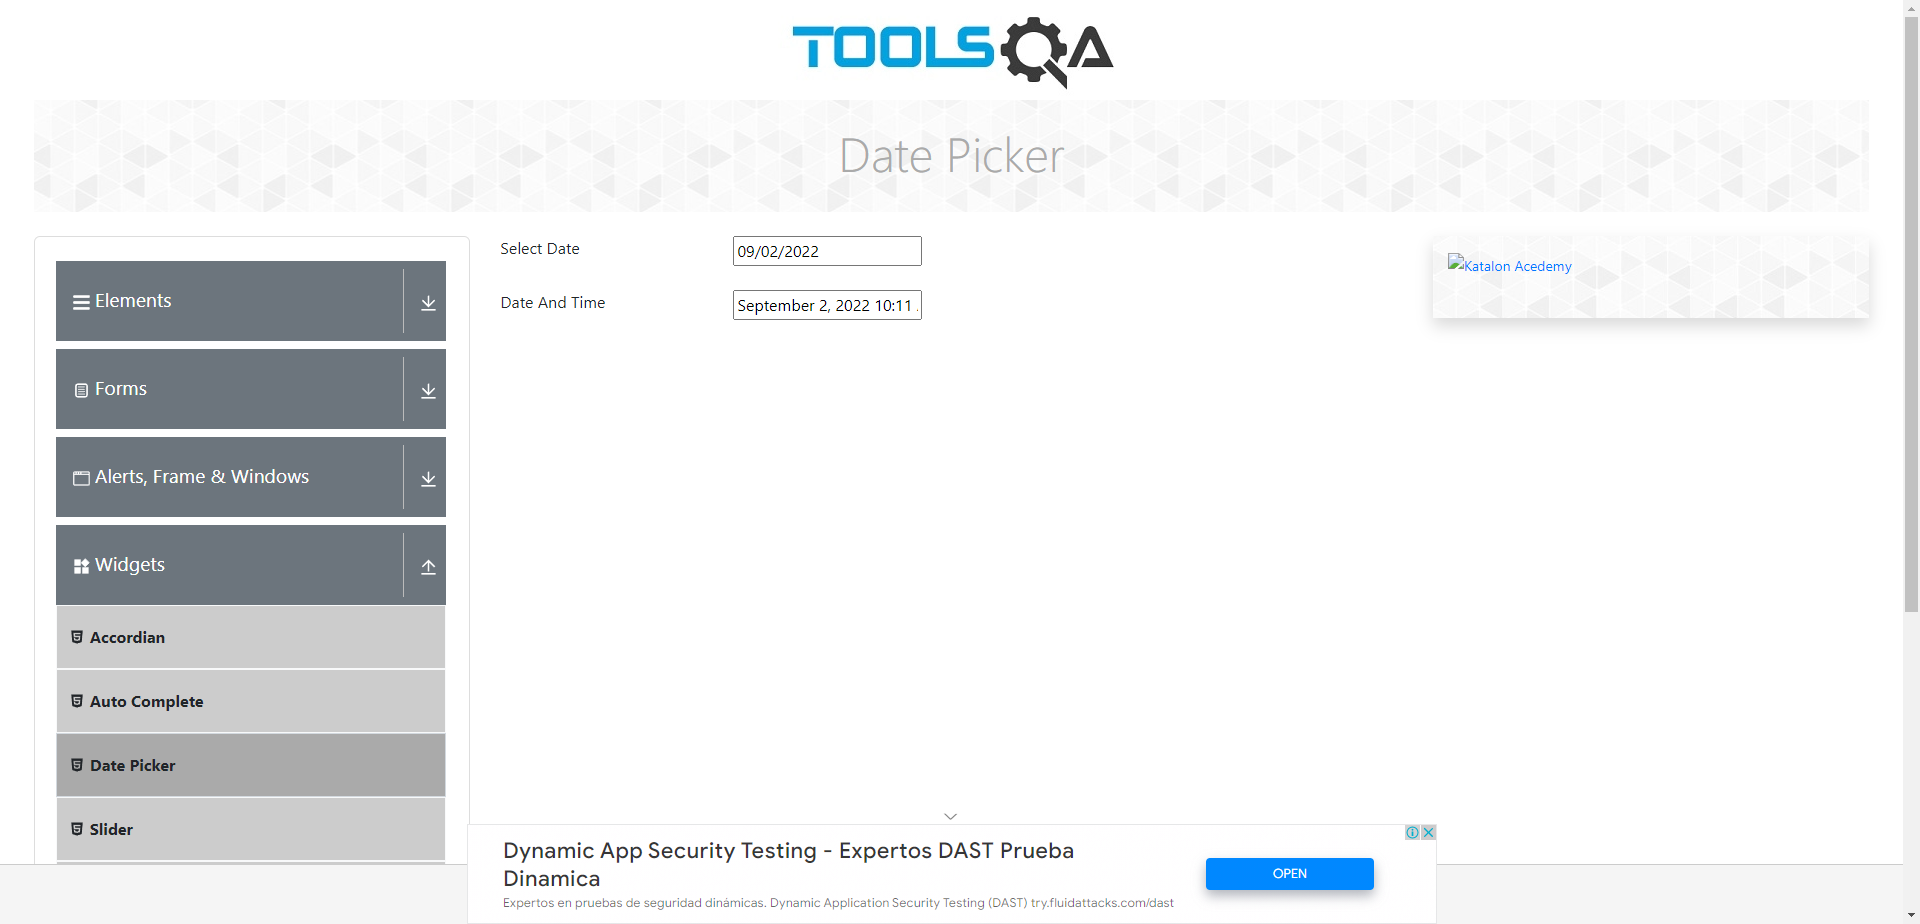 TOOLSQA
Date Picker
Elements
Forms
Alerts, Frame & Windows
Widgets
Accordian
Auto Complete
Date Picker
Slider
Select Date
09/02/2022
Date And Time
September 2, 2022 10:11
Katalon Acedemy
Dynamic App Security Testing - Expertos DAST Prueba
Dinamica
Expertos en pruebas de seguridad dinámicas. Dynamic Application Security Testing (DAST) try.fluidattacks.com/dast
OPEN